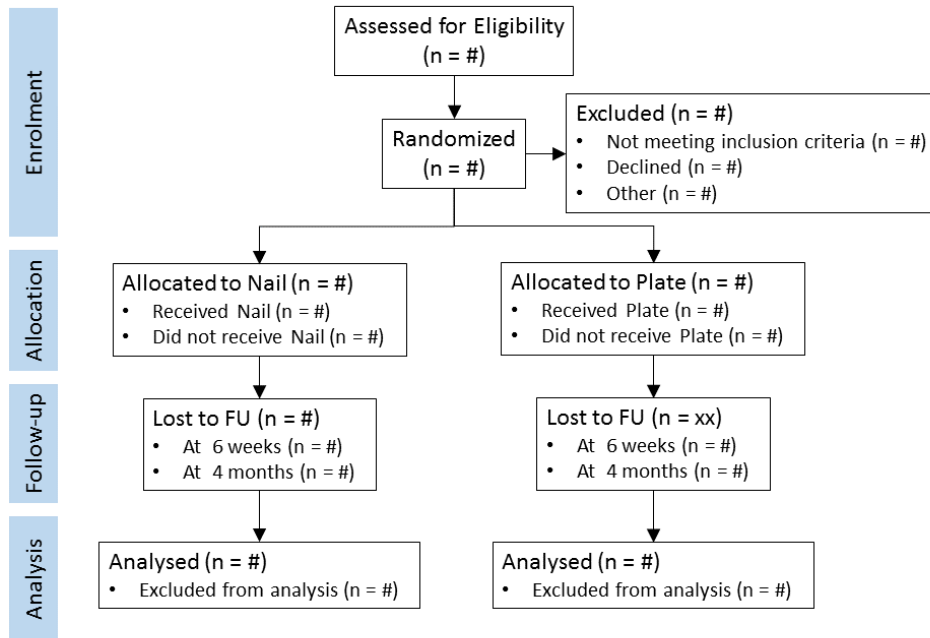 Enrolment
Assessed for Eligibility
(n = #)
Randomized
(n = #)
Excluded (n = #)
• Not meeting inclusion criteria (n = #)
• Declined (n = #)
• Other (n = #)
Allocation
Allocated to Nail (n = #)
• Received Nail (n = #)
• Did not receive Nail (n = #)
Allocated to Plate (n = #)
• Received Plate (n = #)
• Did not receive Plate (n = #)
Follow-up
Lost to FU (n = #)
• At 6 weeks (n = #)
• At 4 months (n = #)
Lost to FU (n = xx)
• At 6 weeks (n = #)
• At 4 months (n = #)
Analysis
Analysed (n = #)
• Excluded from analysis (n = #)
Analysed (n = #)
• Excluded from analysis (n = #)